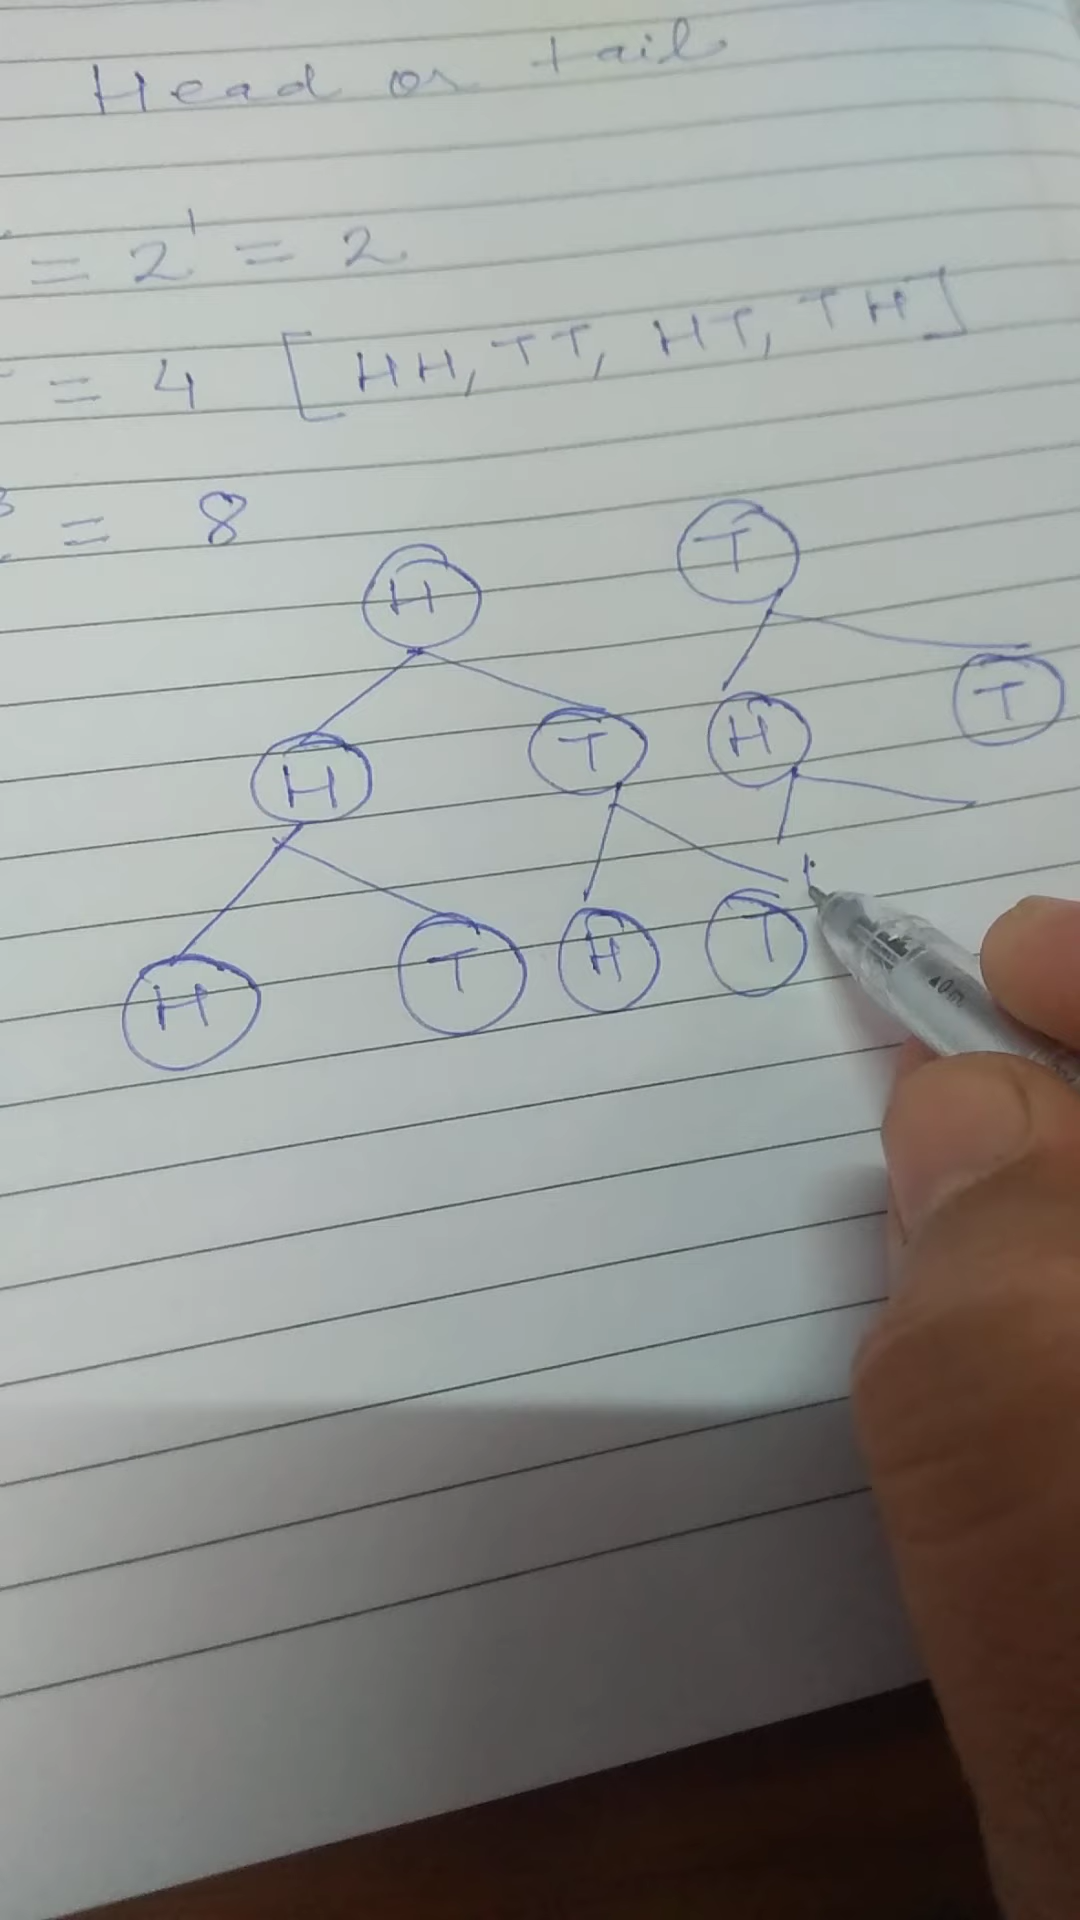 Head or tail
= 2¹ = 2
= 4 [HH, TT, HT, TH]
= 8
H T
H T H T
H T H T